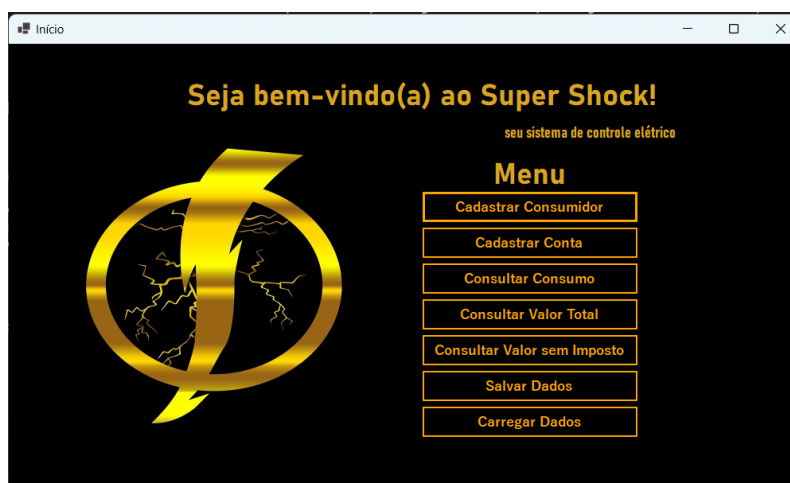 Início
Seja bem-vindo(a) ao Super Shock!
seu sistema de controle elétrico
Menu
Cadastrar Consumidor
Cadastrar Conta
Consultar Consumo
Consultar Valor Total
Consultar Valor sem Imposto
Salvar Dados
Carregar Dados